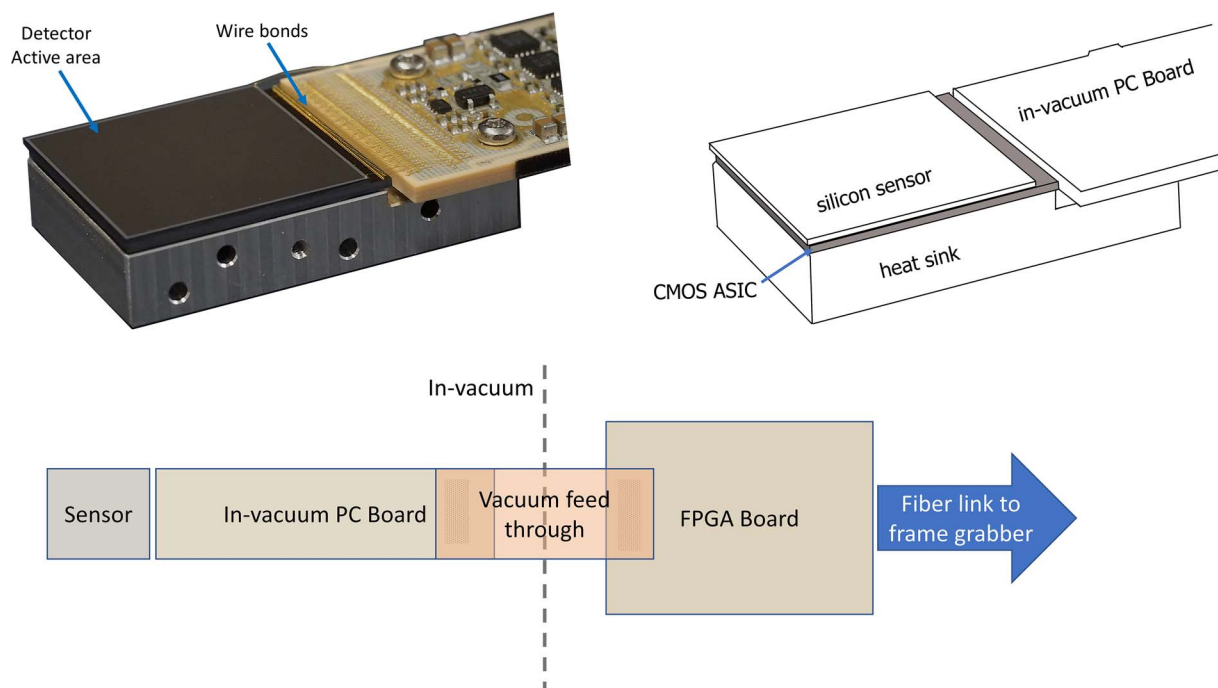 Detector
Active area
Wire bonds
in-vacuum PC Board
silicon sensor
heat sink
CMOS ASIC
In-vacuum
Sensor
In-vacuum PC Board
Vacuum feed
through
FPGA Board
Fiber link to
frame grabber